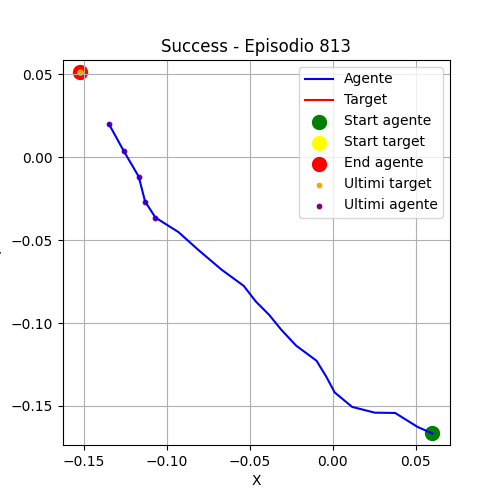 Success - Episodio 813
Agente
Target
Start agente
Start target
End agente
Ultimi target
Ultimi agente
0.05
0.00
−0.05
−0.10
−0.15
−0.15
−0.10
−0.05
0.00
0.05
X